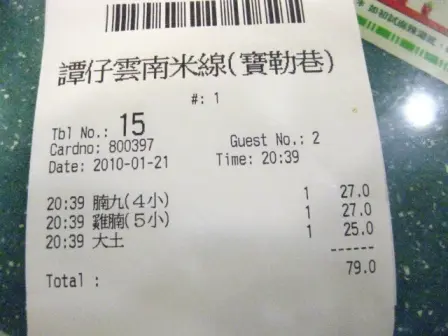 譚仔雲南米線(寶勒巷)
#: 1
Tbl No.: 15
Cardno: 800397 Guest No.: 2
Date: 2010-01-21 Time: 20:39
20:39 腩九(4小) 1 27.0
20:39 雞腩(5小) 1 27.0
20:39 大土 1 25.0
------
Total : 79.0